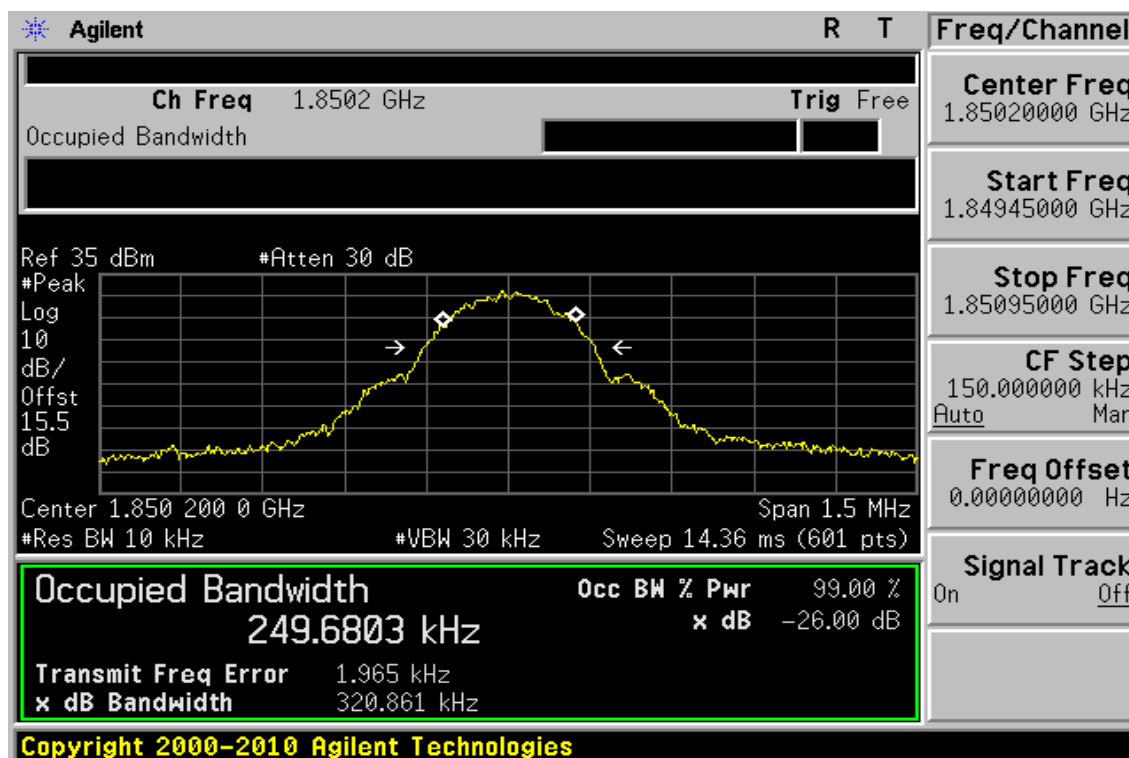 Agilent R T
Freq/Channel
Ch Freq 1.8502 GHz Trig Free
Occupied Bandwidth
Ref 35 dBm #Atten 30 dB
#Peak
Log
10
dB/
Offst
15.5
dB
Center 1.850 200 0 GHz Span 1.5 MHz
#Res BW 10 kHz #VBW 30 kHz Sweep 14.36 ms (601 pts)
Occupied Bandwidth
249.6803 kHz
Occ BW % Pwr 99.00 %
x dB -26.00 dB
Transmit Freq Error 1.965 kHz
x dB Bandwidth 320.861 kHz
Copyright 2000-2010 Agilent Technologies
Center Freq
1.85020000 GHz
Start Freq
1.84945000 GHz
Stop Freq
1.85095000 GHz
CF Step
150.000000 kHz
Auto Man
Freq Offset
0.00000000 Hz
Signal Track
On Off